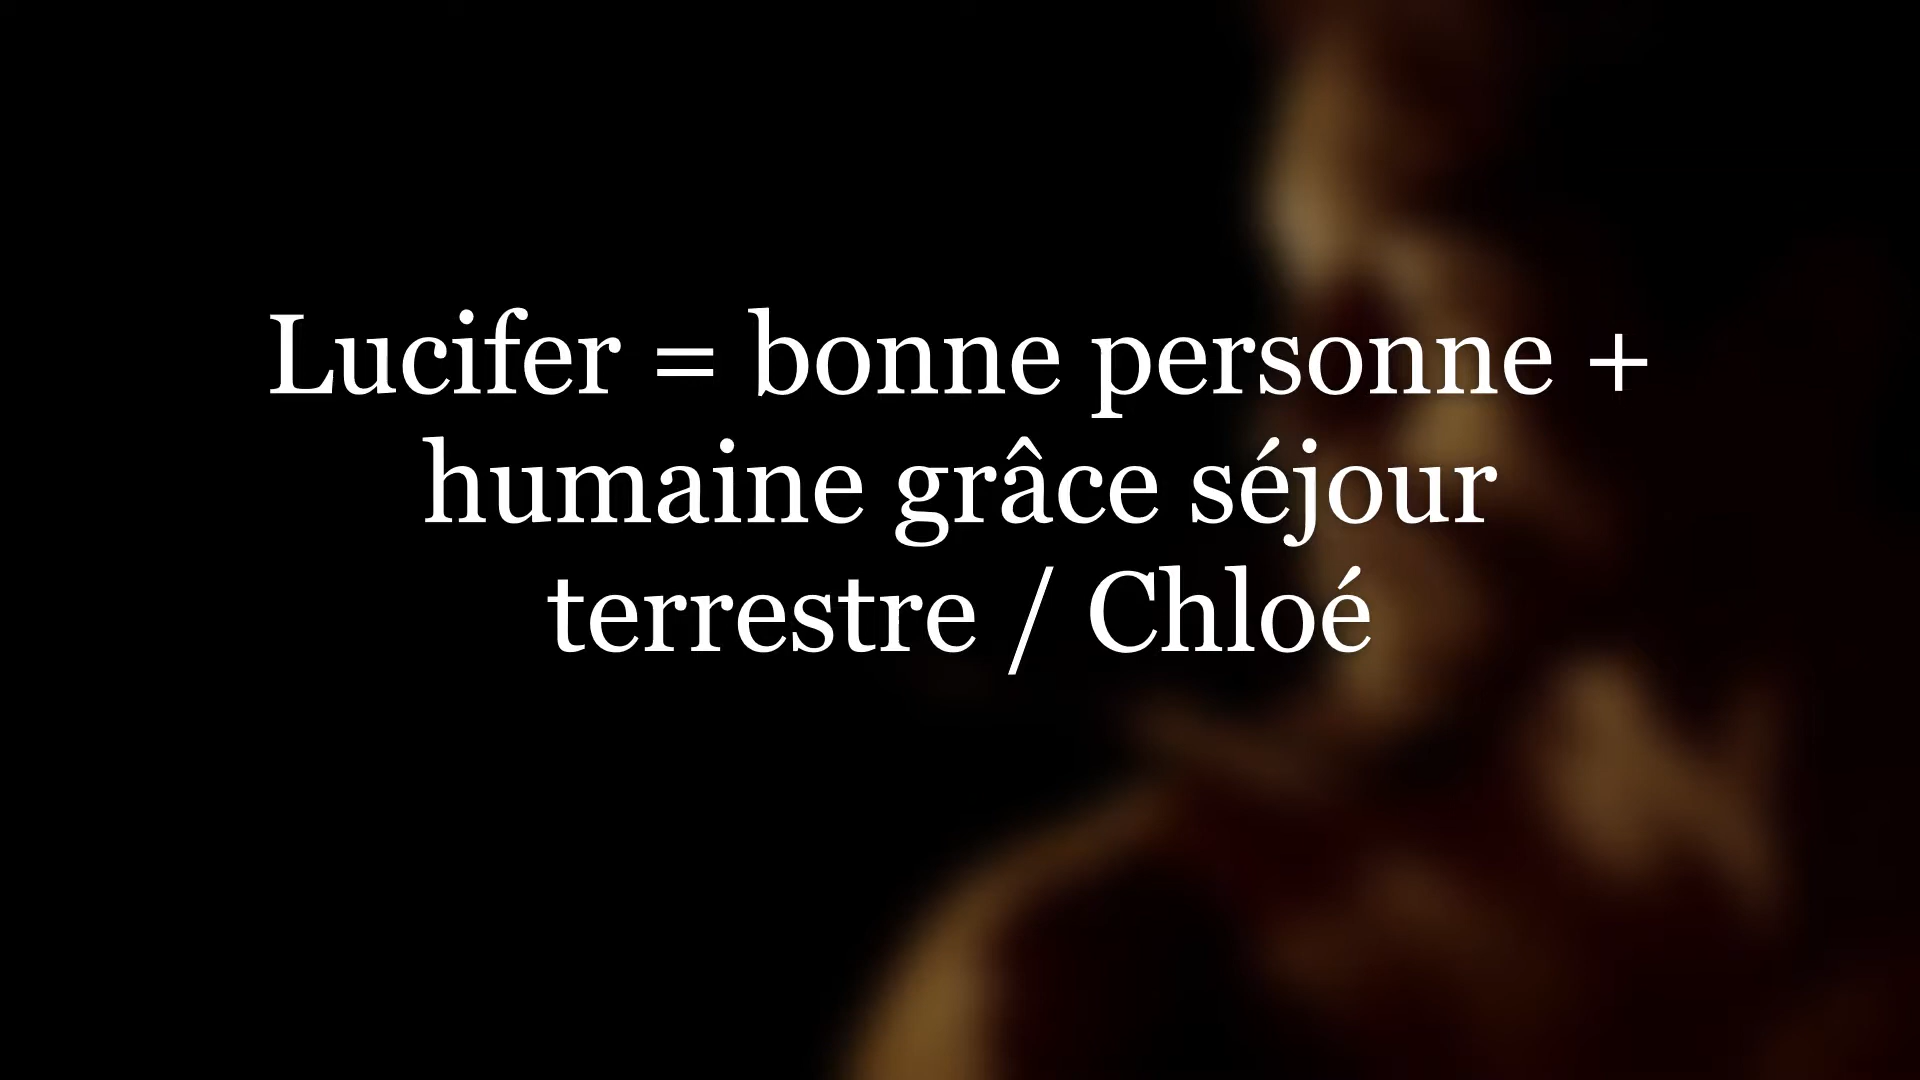 Lucifer = bonne personne +
humaine grâce séjour
terrestre / Chloé